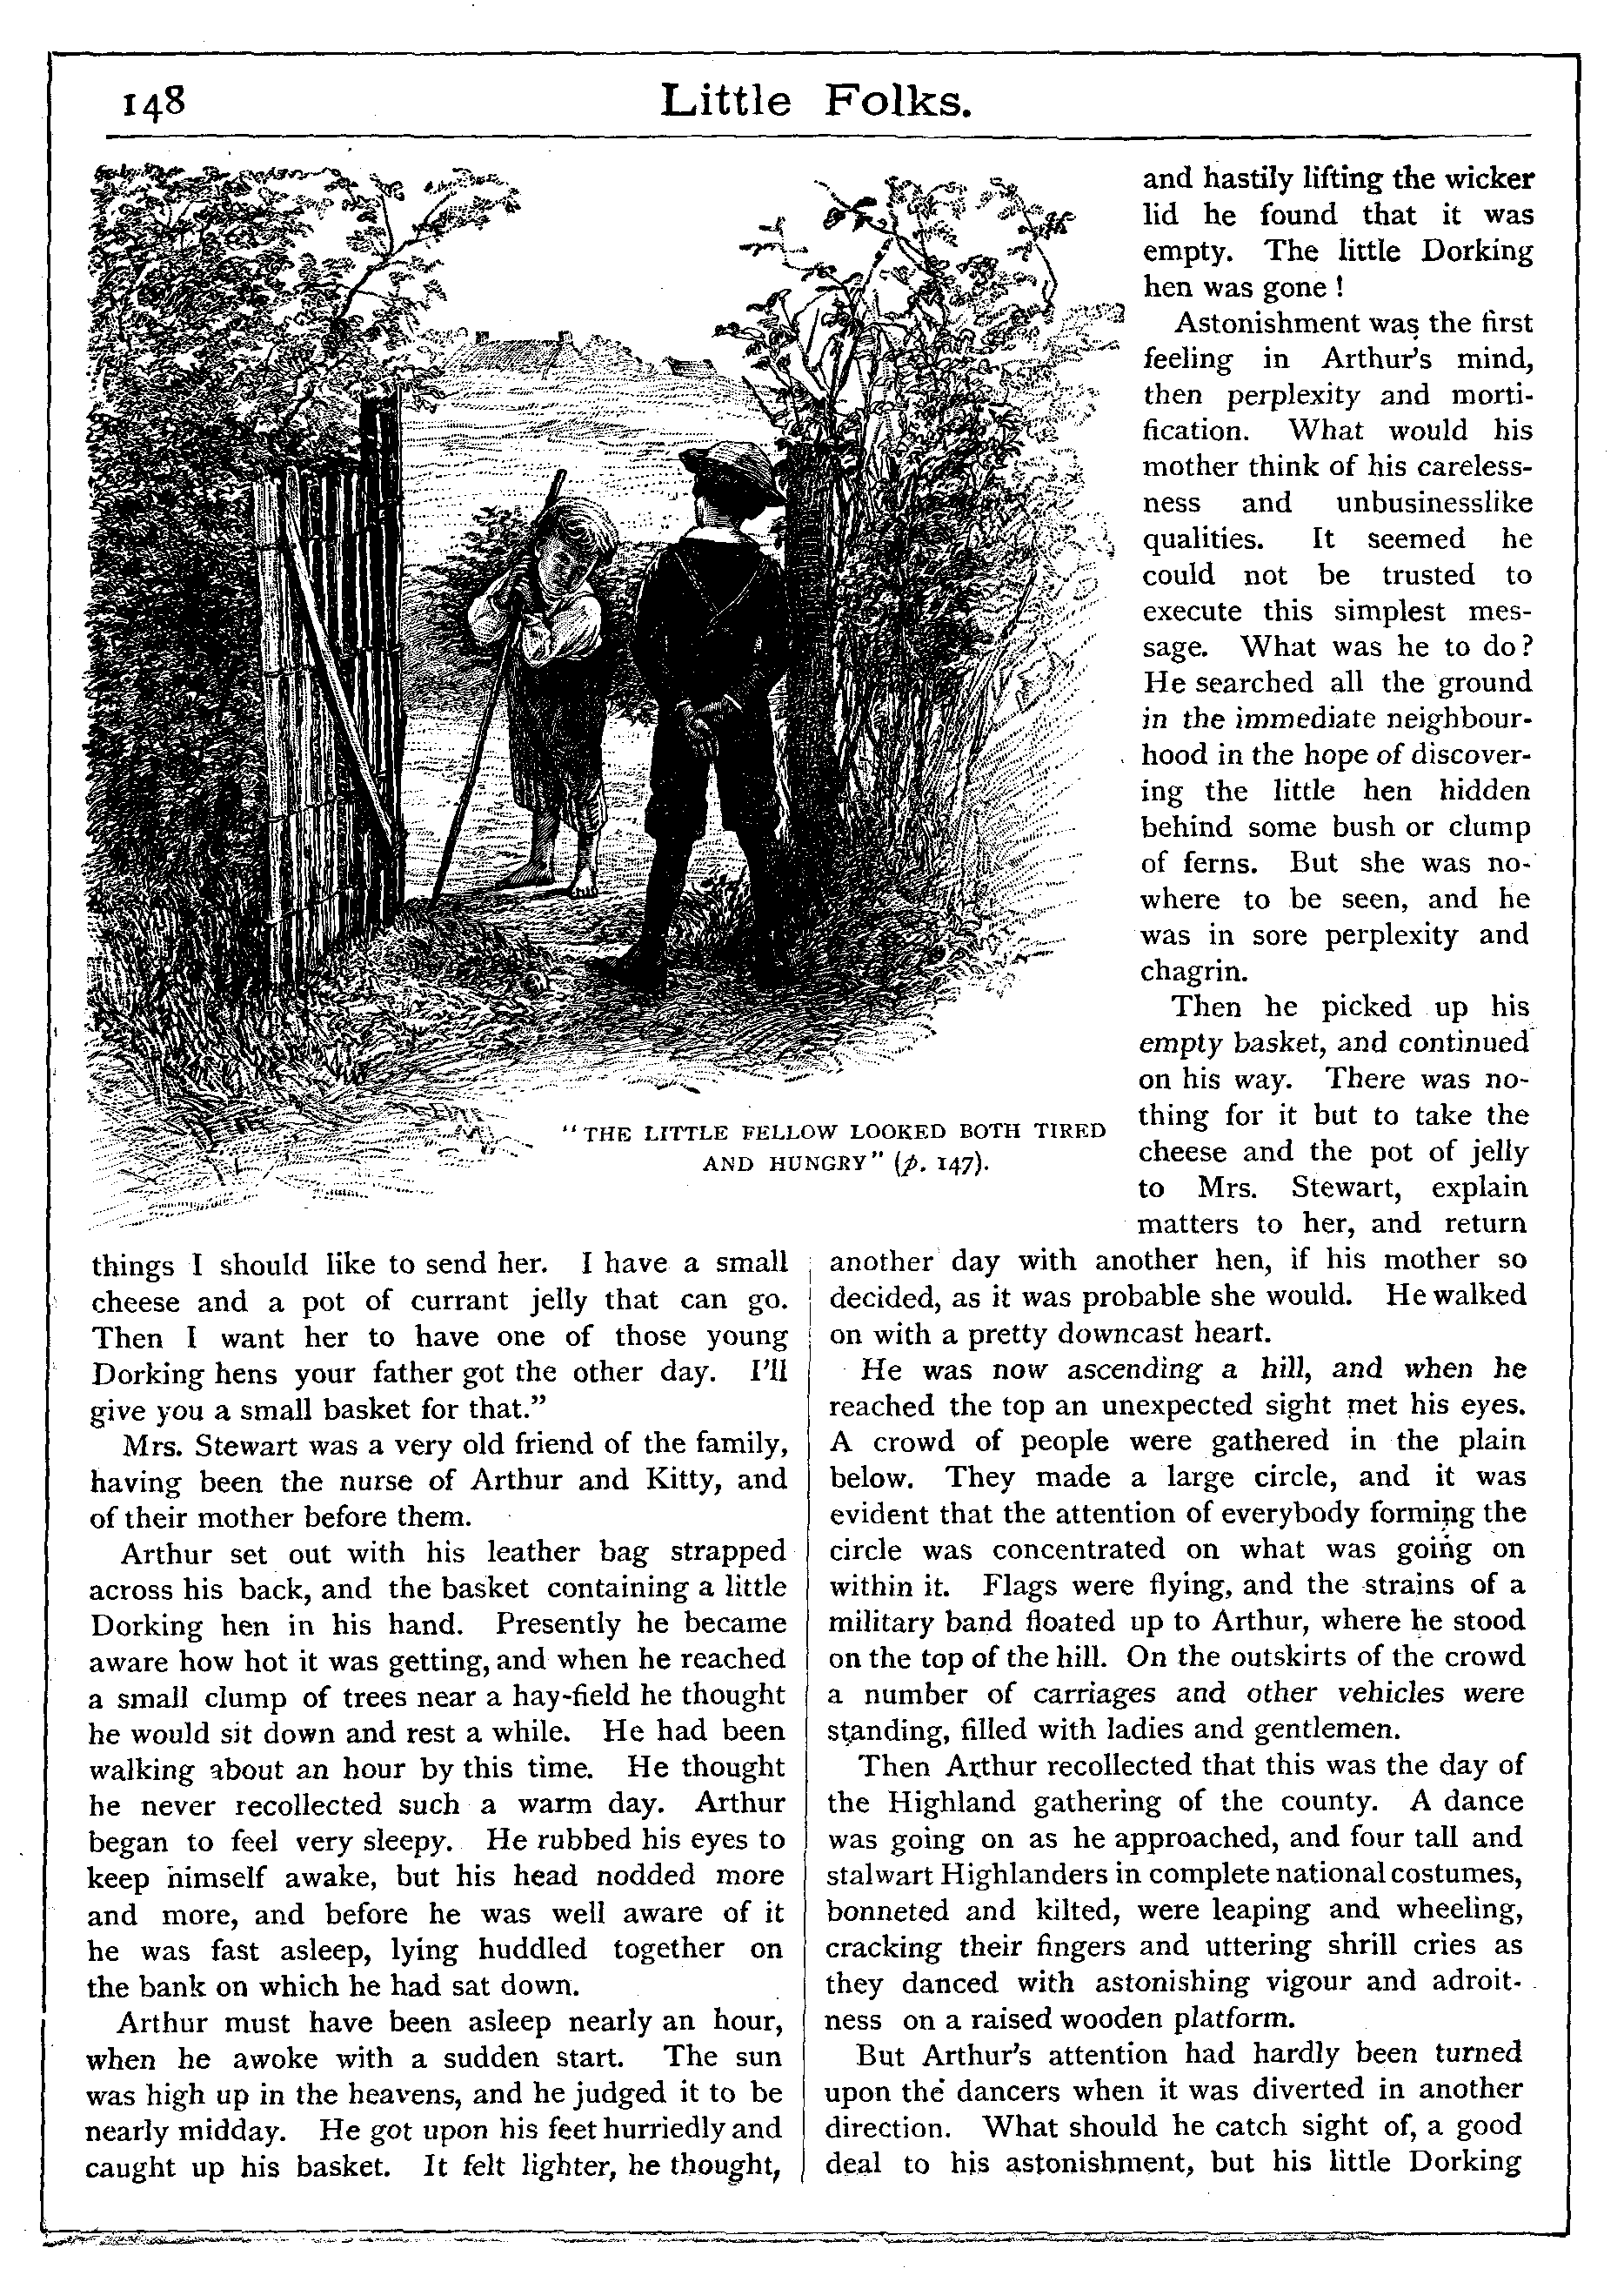 148
Little Folks.
"THE LITTLE FELLOW LOOKED BOTH TIRED
AND HUNGRY" (p. 147).
things I should like to send her. I have a small
cheese and a pot of currant jelly that can go.
Then I want her to have one of those young
Dorking hens your father got the other day. I'll
give you a small basket for that."
Mrs. Stewart was a very old friend of the family,
having been the nurse of Arthur and Kitty, and
of their mother before them.
Arthur set out with his leather bag strapped
across his back, and the basket containing a little
Dorking hen in his hand. Presently he became
aware how hot it was getting, and when he reached
a small clump of trees near a hay-field he thought
he would sit down and rest a while. He had been
walking about an hour by this time. He thought
he never recollected such a warm day. Arthur
began to feel very sleepy. He rubbed his eyes to
keep himself awake, but his head nodded more
and more, and before he was well aware of it
he was fast asleep, lying huddled together on
the bank on which he had sat down.
Arthur must have been asleep nearly an hour,
when he awoke with a sudden start. The sun
was high up in the heavens, and he judged it to be
nearly midday. He got upon his feet hurriedly and
caught up his basket. It felt lighter, he thought,
and hastily lifting the wicker
lid he found that it was
empty. The little Dorking
hen was gone!
Astonishment was the first
feeling in Arthur's mind,
then perplexity and morti-
fication. What would his
mother think of his careless-
ness and unbusinesslike
qualities. It seemed he
could not be trusted to
execute this simplest mes-
sage. What was he to do?
He searched all the ground
in the immediate neighbour-
hood in the hope of discover-
ing the little hen hidden
behind some bush or clump
of ferns. But she was no-
where to be seen, and he
was in sore perplexity and
chagrin.
Then he picked up his
empty basket, and continued
on his way. There was no-
thing for it but to take the
cheese and the pot of jelly
to Mrs. Stewart, explain
matters to her, and return
another day with another hen, if his mother so
decided, as it was probable she would. He walked
on with a pretty downcast heart.
He was now ascending a hill, and when he
reached the top an unexpected sight met his eyes.
A crowd of people were gathered in the plain
below. They made a large circle, and it was
evident that the attention of everybody forming the
circle was concentrated on what was going on
within it. Flags were flying, and the strains of a
military band floated up to Arthur, where he stood
on the top of the hill. On the outskirts of the crowd
a number of carriages and other vehicles were
standing, filled with ladies and gentlemen.
Then Arthur recollected that this was the day of
the Highland gathering of the county. A dance
was going on as he approached, and four tall and
stalwart Highlanders in complete national costumes,
bonneted and kilted, were leaping and wheeling,
cracking their fingers and uttering shrill cries as
they danced with astonishing vigour and adroit-
ness on a raised wooden platform.
But Arthur's attention had hardly been turned
upon the dancers when it was diverted in another
direction. What should he catch sight of, a good
deal to his astonishment, but his little Dorking